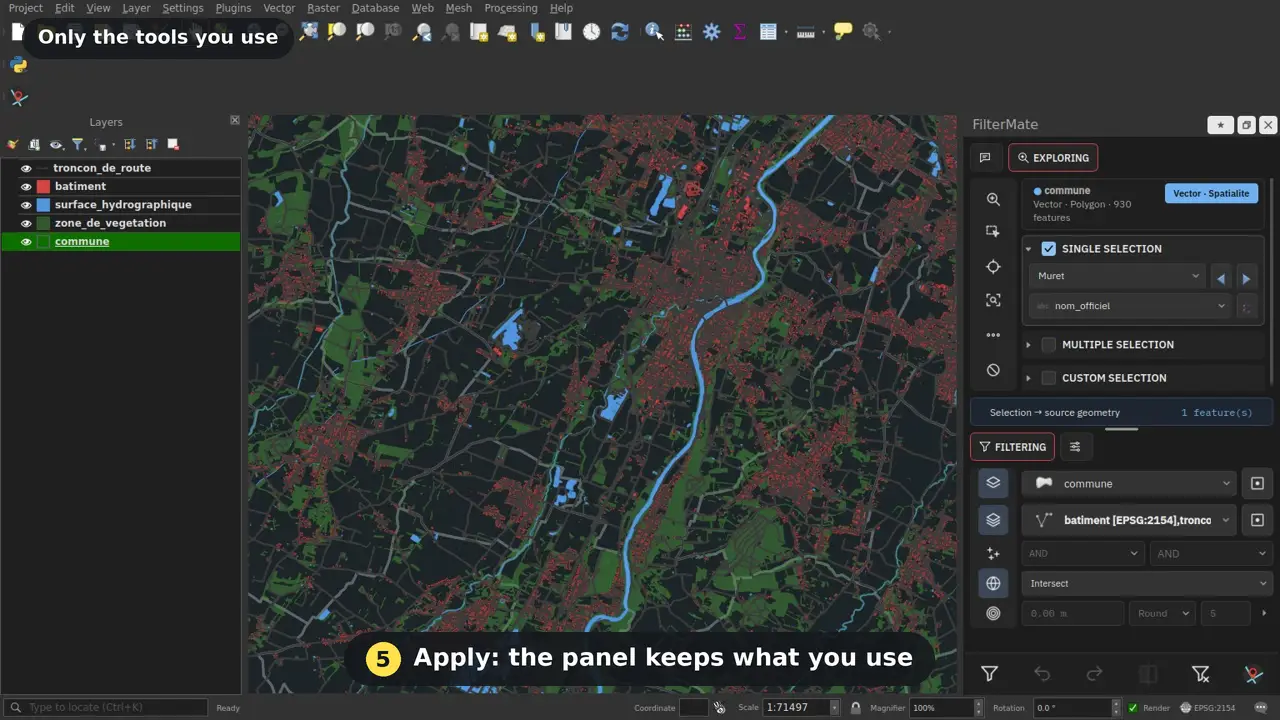 Project Edit View Layer Settings Plugins Vector Raster Database Web Mesh Processing Help
Only the tools you use
Layers
troncon_de_route
batiment
surface_hydrographique
zone_de_vegetation
commune
FilterMate
EXPLORING
commune
Vector · Polygon · 930
features
Vector · Spatialite
SINGLE SELECTION
Muret
abc nom_officiel
MULTIPLE SELECTION
CUSTOM SELECTION
Selection → source geometry 1 feature(s)
FILTERING
commune
batiment [EPSG:2154],tronco
AND AND
Intersect
0.00 m Round 5
5 Apply: the panel keeps what you use
Type to locate (Ctrl+K) Ready Coordinate Scale 1:71497 Magnifier 100% Rotation 0.0 ° Render EPSG:2154